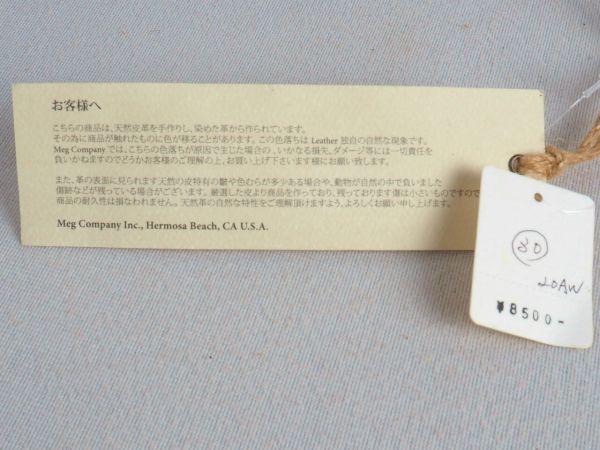 お客様へ
こちらの商品は、天然皮革を手作りし、染めた革から作られています。
その為に商品が触れたものに色が移ることがあります。この色落ちは Leather 独自の自然な現象です。
Meg Company では、こちらの色落ちが原因で生じた場合の、いかなる損失、ダメージ等には一切責任を
負いかねますのでどうかお客様のご理解の上、お買い上げ下さいます様にお願い致します。
また、革の表面に見られます天然の皮特有の皺や色むらが多少ある場合や、動物が自然の中で負いました
傷跡などが残っている場合がございます。厳選した皮より商品を作っており、残っております傷は小さいものですので
商品の耐久性は損なわれません。天然革の自然な特性をご理解頂けますよう、よろしくお願い申し上げます。
Meg Company Inc., Hermosa Beach, CA U.S.A.
80
20AW
¥8500-